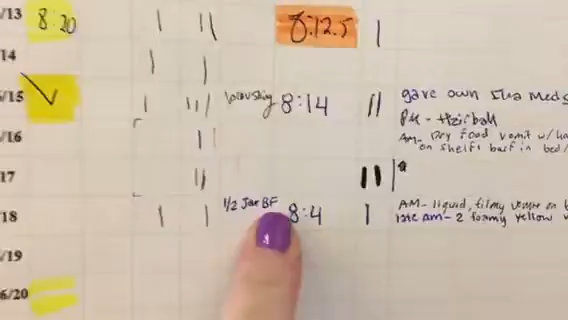 /13 8:20 8:12.5
/14
/15 8:14 gave own Sha Meds
PM - Hairball
/16 AM- Dry food vomit w/
on shelf & barf in bed/
/17
/18 1/2 Jar BF 8:4 AM- liquid, filmy vomit on b
late AM- 2 foamy yellow v
/19
6/20